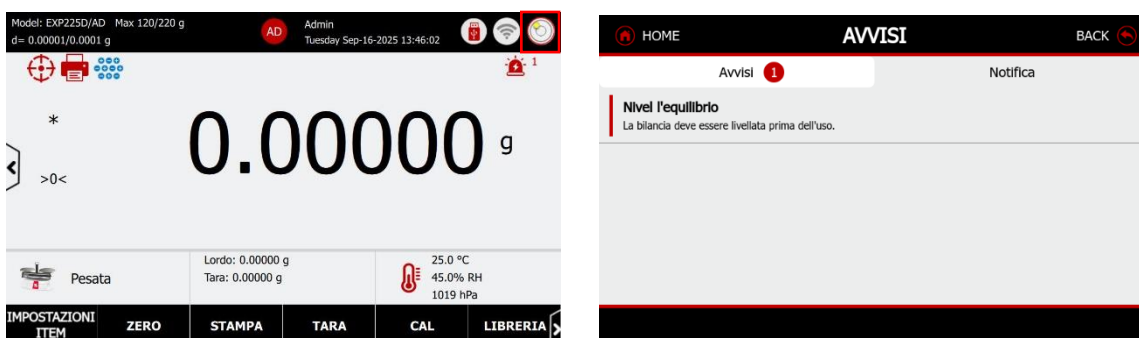 Model: EXP225D/AD Max 120/220 g
d= 0.00001/0.0001 g
AD
Admin
Tuesday Sep-16-2025 13:46:02
1
*
0.00000 g
>0<
Pesata
Lordo: 0.00000 g
Tara: 0.00000 g
25.0 °C
45.0% RH
1019 hPa
IMPOSTAZIONI
ITEM
ZERO
STAMPA
TARA
CAL
LIBRERIA
HOME
AVVISI
BACK
Avvisi 1
Notifica
Nivel l'equilibrio
La bilancia deve essere livellata prima dell'uso.